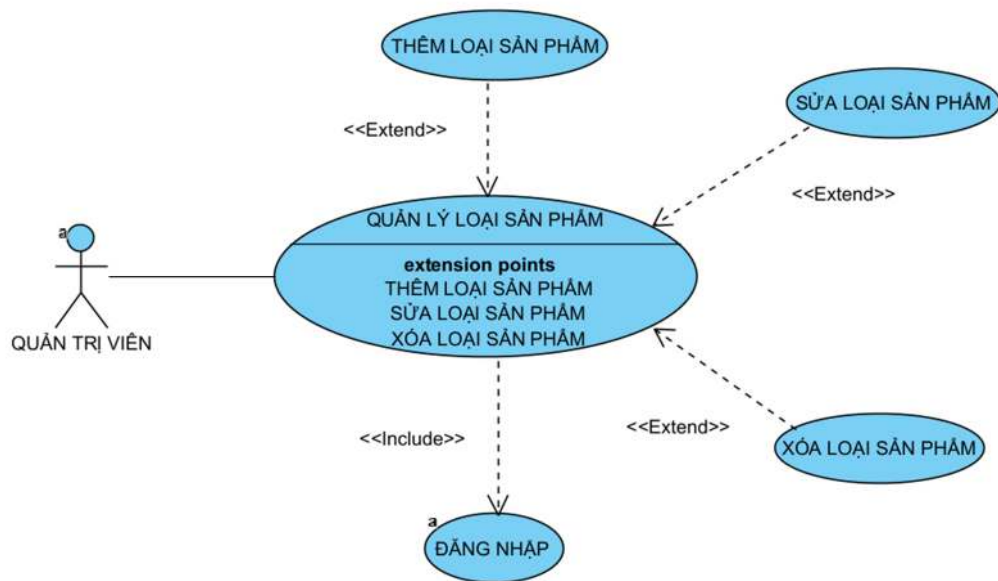 THÊM LOẠI SẢN PHẨM
SỬA LOẠI SẢN PHẨM
<<Extend>>
<<Extend>>
QUẢN LÝ LOẠI SẢN PHẨM
a
extension points
THÊM LOẠI SẢN PHẨM
SỬA LOẠI SẢN PHẨM
XÓA LOẠI SẢN PHẨM
QUẢN TRỊ VIÊN
<<Include>>
<<Extend>>
XÓA LOẠI SẢN PHẨM
a
ĐĂNG NHẬP